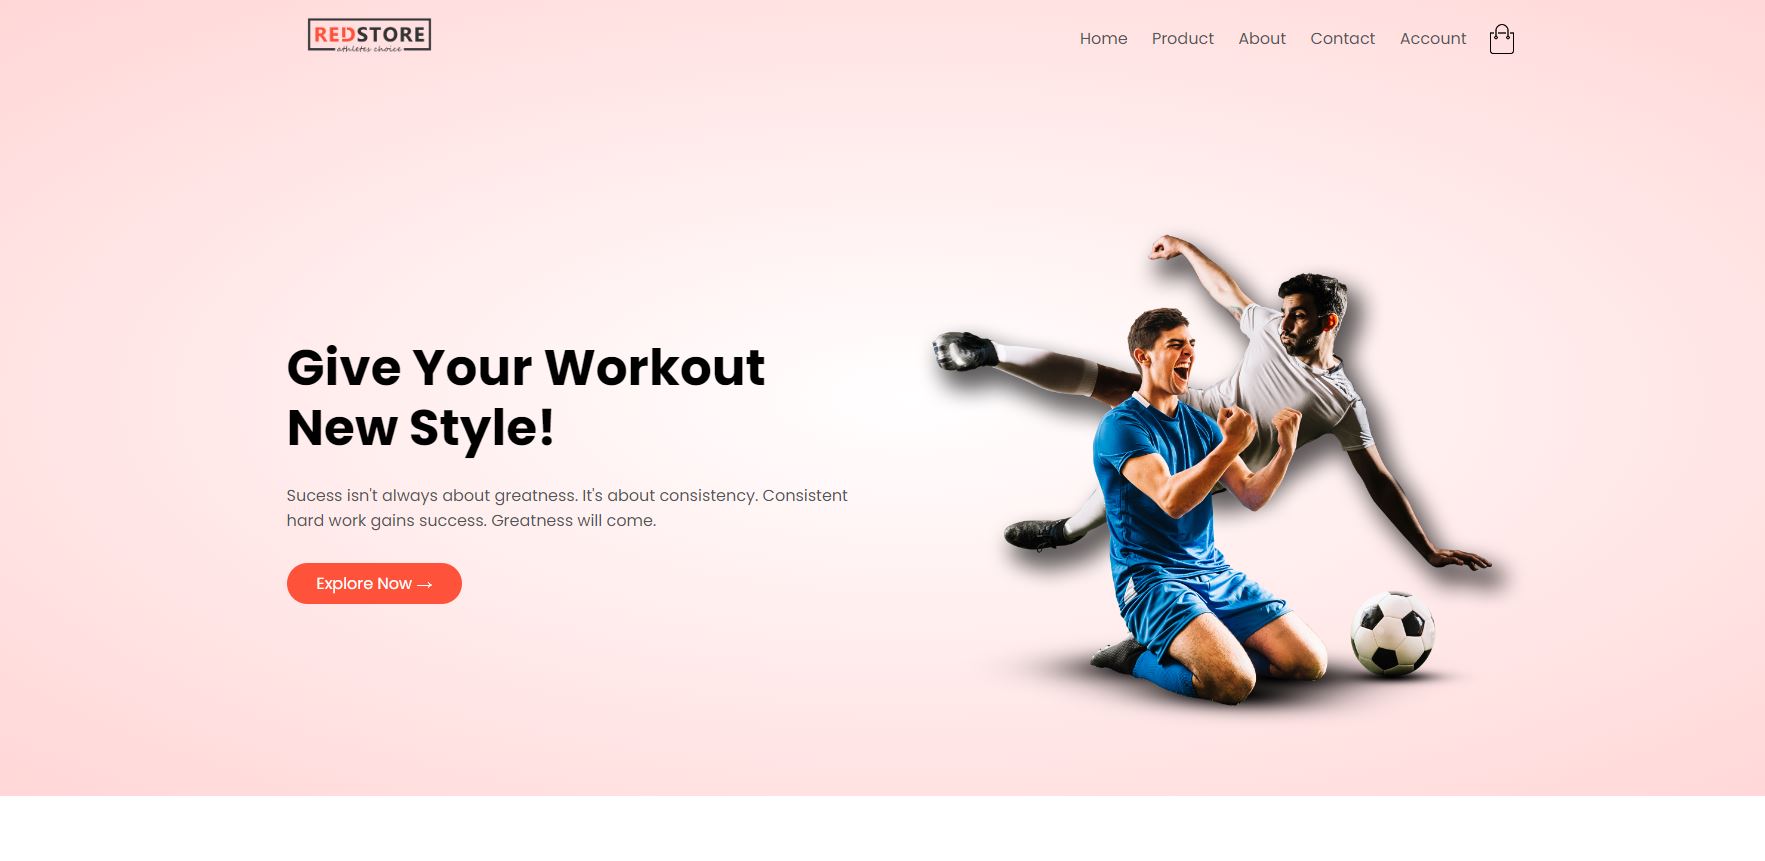 REDSTORE
athletes choice
Home Product About Contact Account
Give Your Workout
New Style!
Sucess isn't always about greatness. It's about consistency. Consistent
hard work gains success. Greatness will come.
Explore Now →